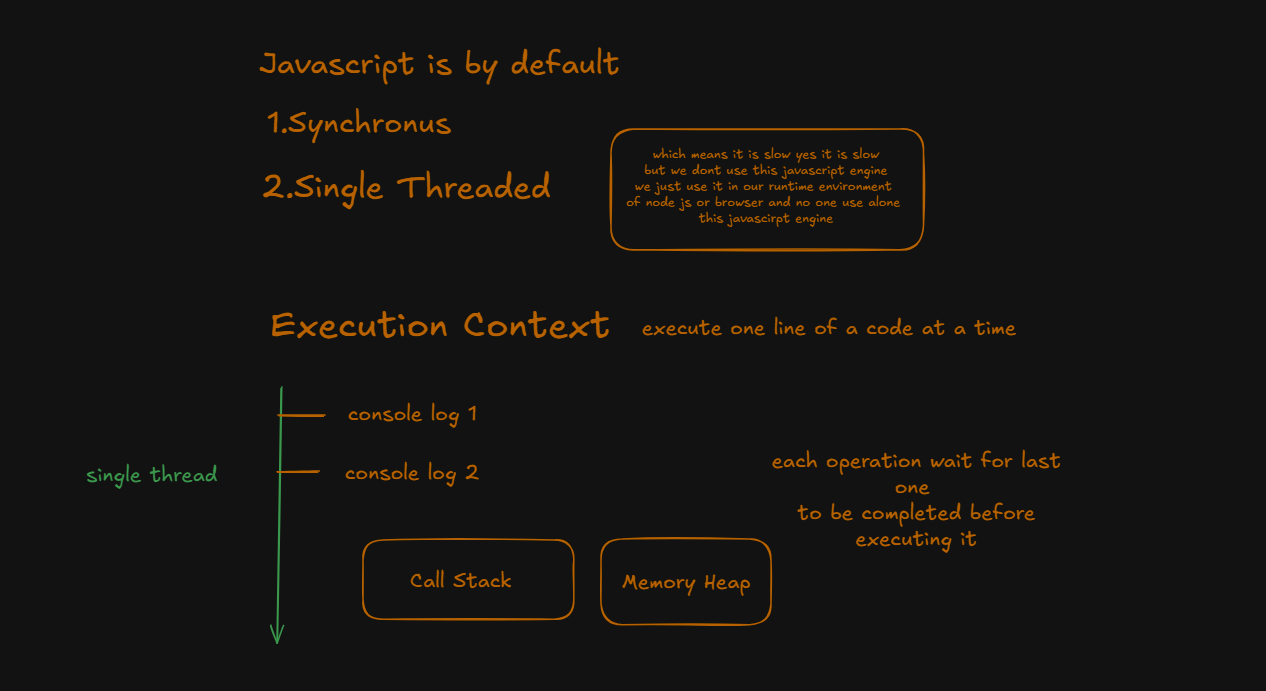 Javascript is by default
1.Synchronus
2.Single Threaded
which means it is slow yes it is slow
but we dont use this javascript engine
we just use it in our runtime environment
of node js or browser and no one use alone
this javascirpt engine
Execution Context
execute one line of a code at a time
console log 1
single thread
console log 2
each operation wait for last
one
to be completed before
executing it
Call Stack
Memory Heap